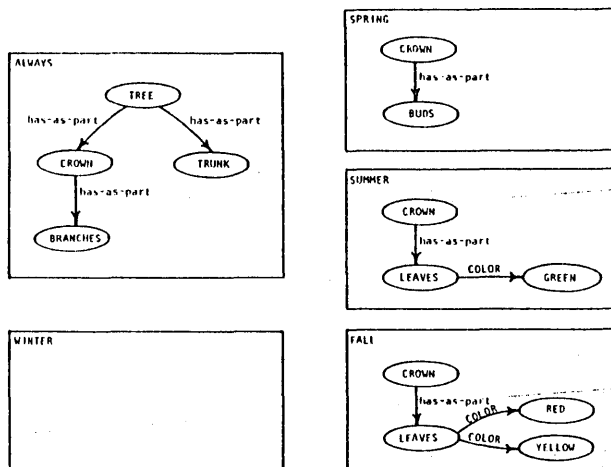 ALWAYS
TREE
has-as-part has-as-part
CROWN TRUNK
has-as-part
BRANCHES
SPRING
CROWN
has-as-part
BUDS
SUMMER
CROWN
has-as-part
LEAVES COLOR GREEN
WINTER
FALL
CROWN
has-as-part
COLOR RED
LEAVES COLOR YELLOW